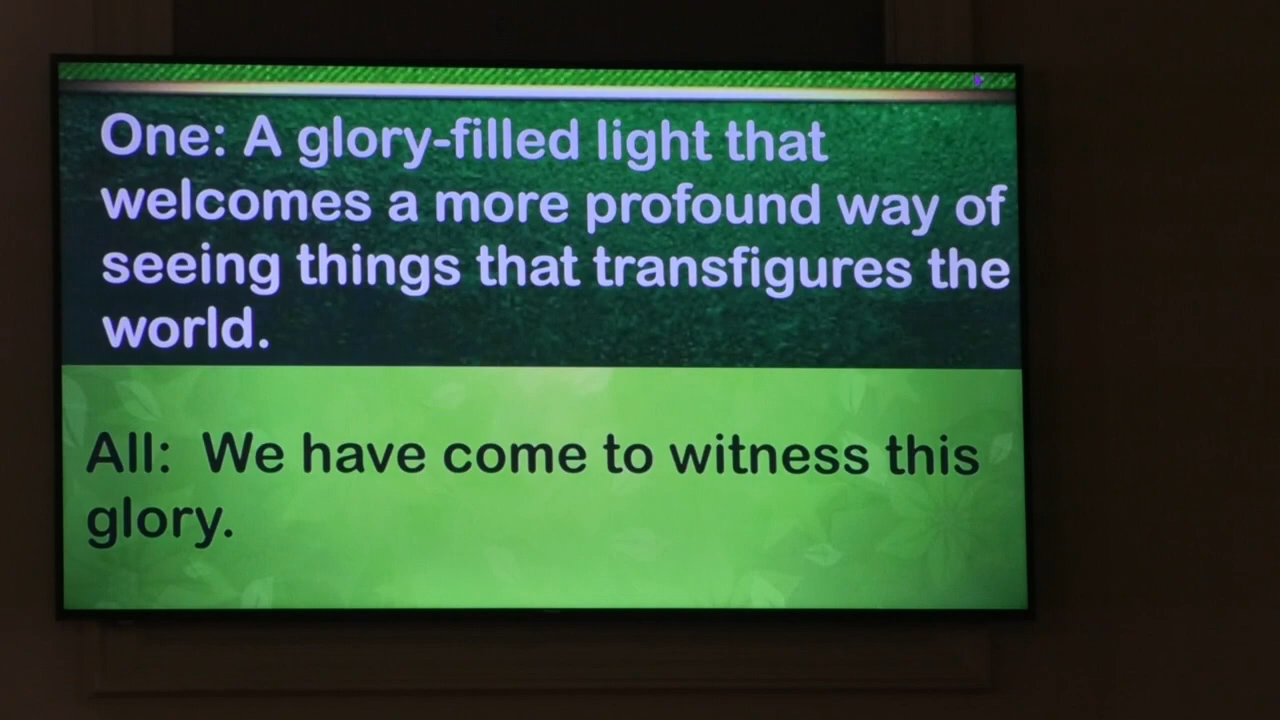 One: A glory-filled light that
welcomes a more profound way of
seeing things that transfigures the
world.
All: We have come to witness this
glory.